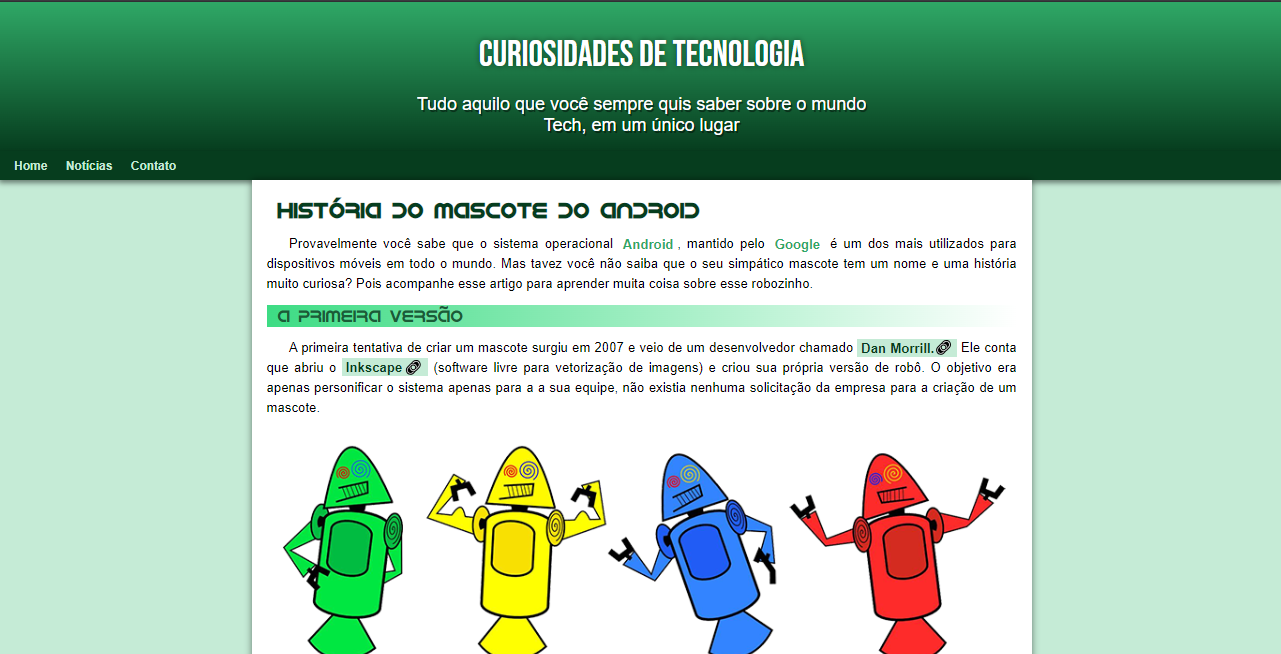 CURIOSIDADES DE TECNOLOGIA
Tudo aquilo que você sempre quis saber sobre o mundo
Tech, em um único lugar
Home Notícias Contato
História do Mascote do Android
Provavelmente você sabe que o sistema operacional Android , mantido pelo Google é um dos mais utilizados para
dispositivos móveis em todo o mundo. Mas tavez você não saiba que o seu simpático mascote tem um nome e uma história
muito curiosa? Pois acompanhe esse artigo para aprender muita coisa sobre esse robozinho.
A primeira versão
A primeira tentativa de criar um mascote surgiu em 2007 e veio de um desenvolvedor chamado Dan Morrill. Ele conta
que abriu o Inkscape (software livre para vetorização de imagens) e criou sua própria versão de robô. O objetivo era
apenas personificar o sistema apenas para a a sua equipe, não existia nenhuma solicitação da empresa para a criação de um
mascote.